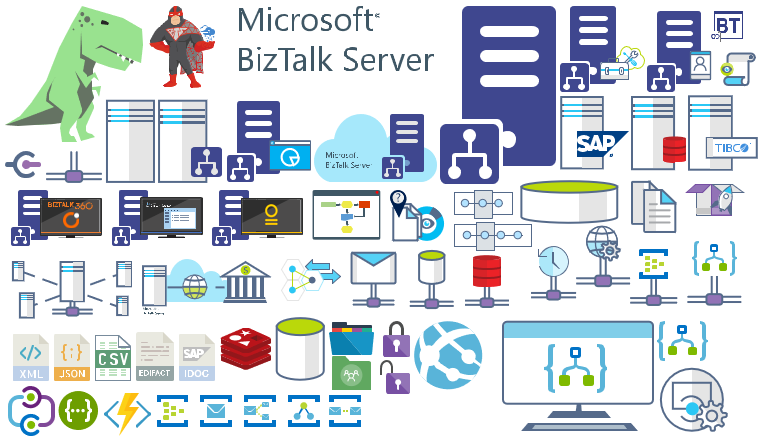 Microsoft®
BizTalk Server
BT
SAP®
TIBCO
Microsoft
BizTalk Server
BIZTALK360
?
$
XML
JSON
CSV
EDIFACT
SAP
IDOC